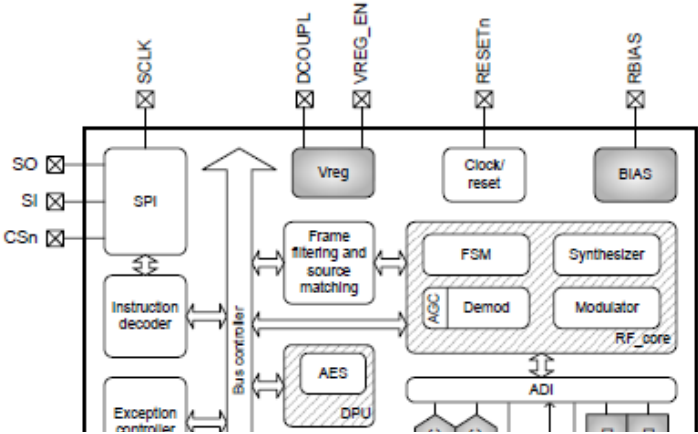 SCLK
DCOUPL
VREG_EN
RESETn
RBIAS
SO
SI
CSn
SPI
Vreg
Clock/
reset
BIAS
Frame
filtering and
source
matching
FSM
Synthesizer
Instruction
decoder
AGC
Demod
Modulator
RF_core
Bus controller
AES
DPU
ADI
Exception
controller